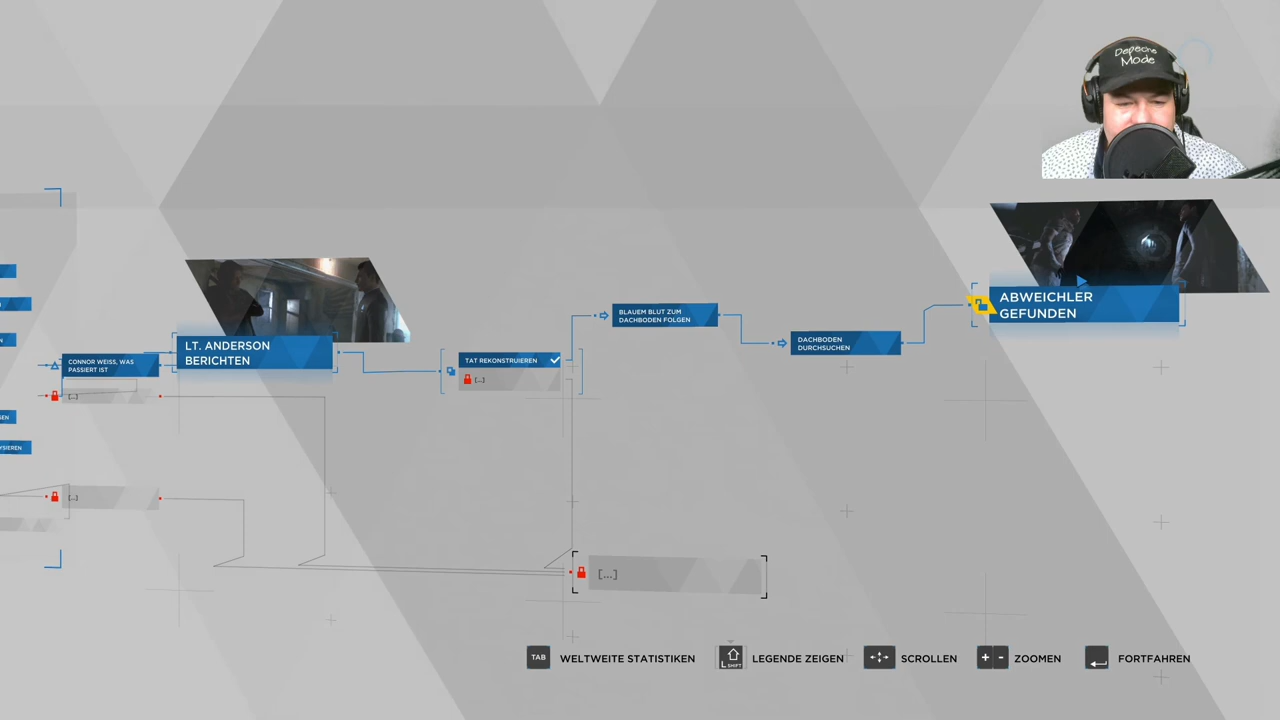 Depeche
Mode
ABWEICHLER
GEFUNDEN
BLAUEM BLUT ZUM
DACHBODEN FOLGEN
DACHBODEN
DURCHSUCHEN
LT. ANDERSON
BERICHTEN
CONNOR WEISS, WAS
PASSIERT IST
TAT REKONSTRUIEREN
[...]
[...]
[...]
[...]
TAB WELTWEITE STATISTIKEN
L SHIFT LEGENDE ZEIGEN
SCROLLEN
+ - ZOOMEN
FORTFAHREN